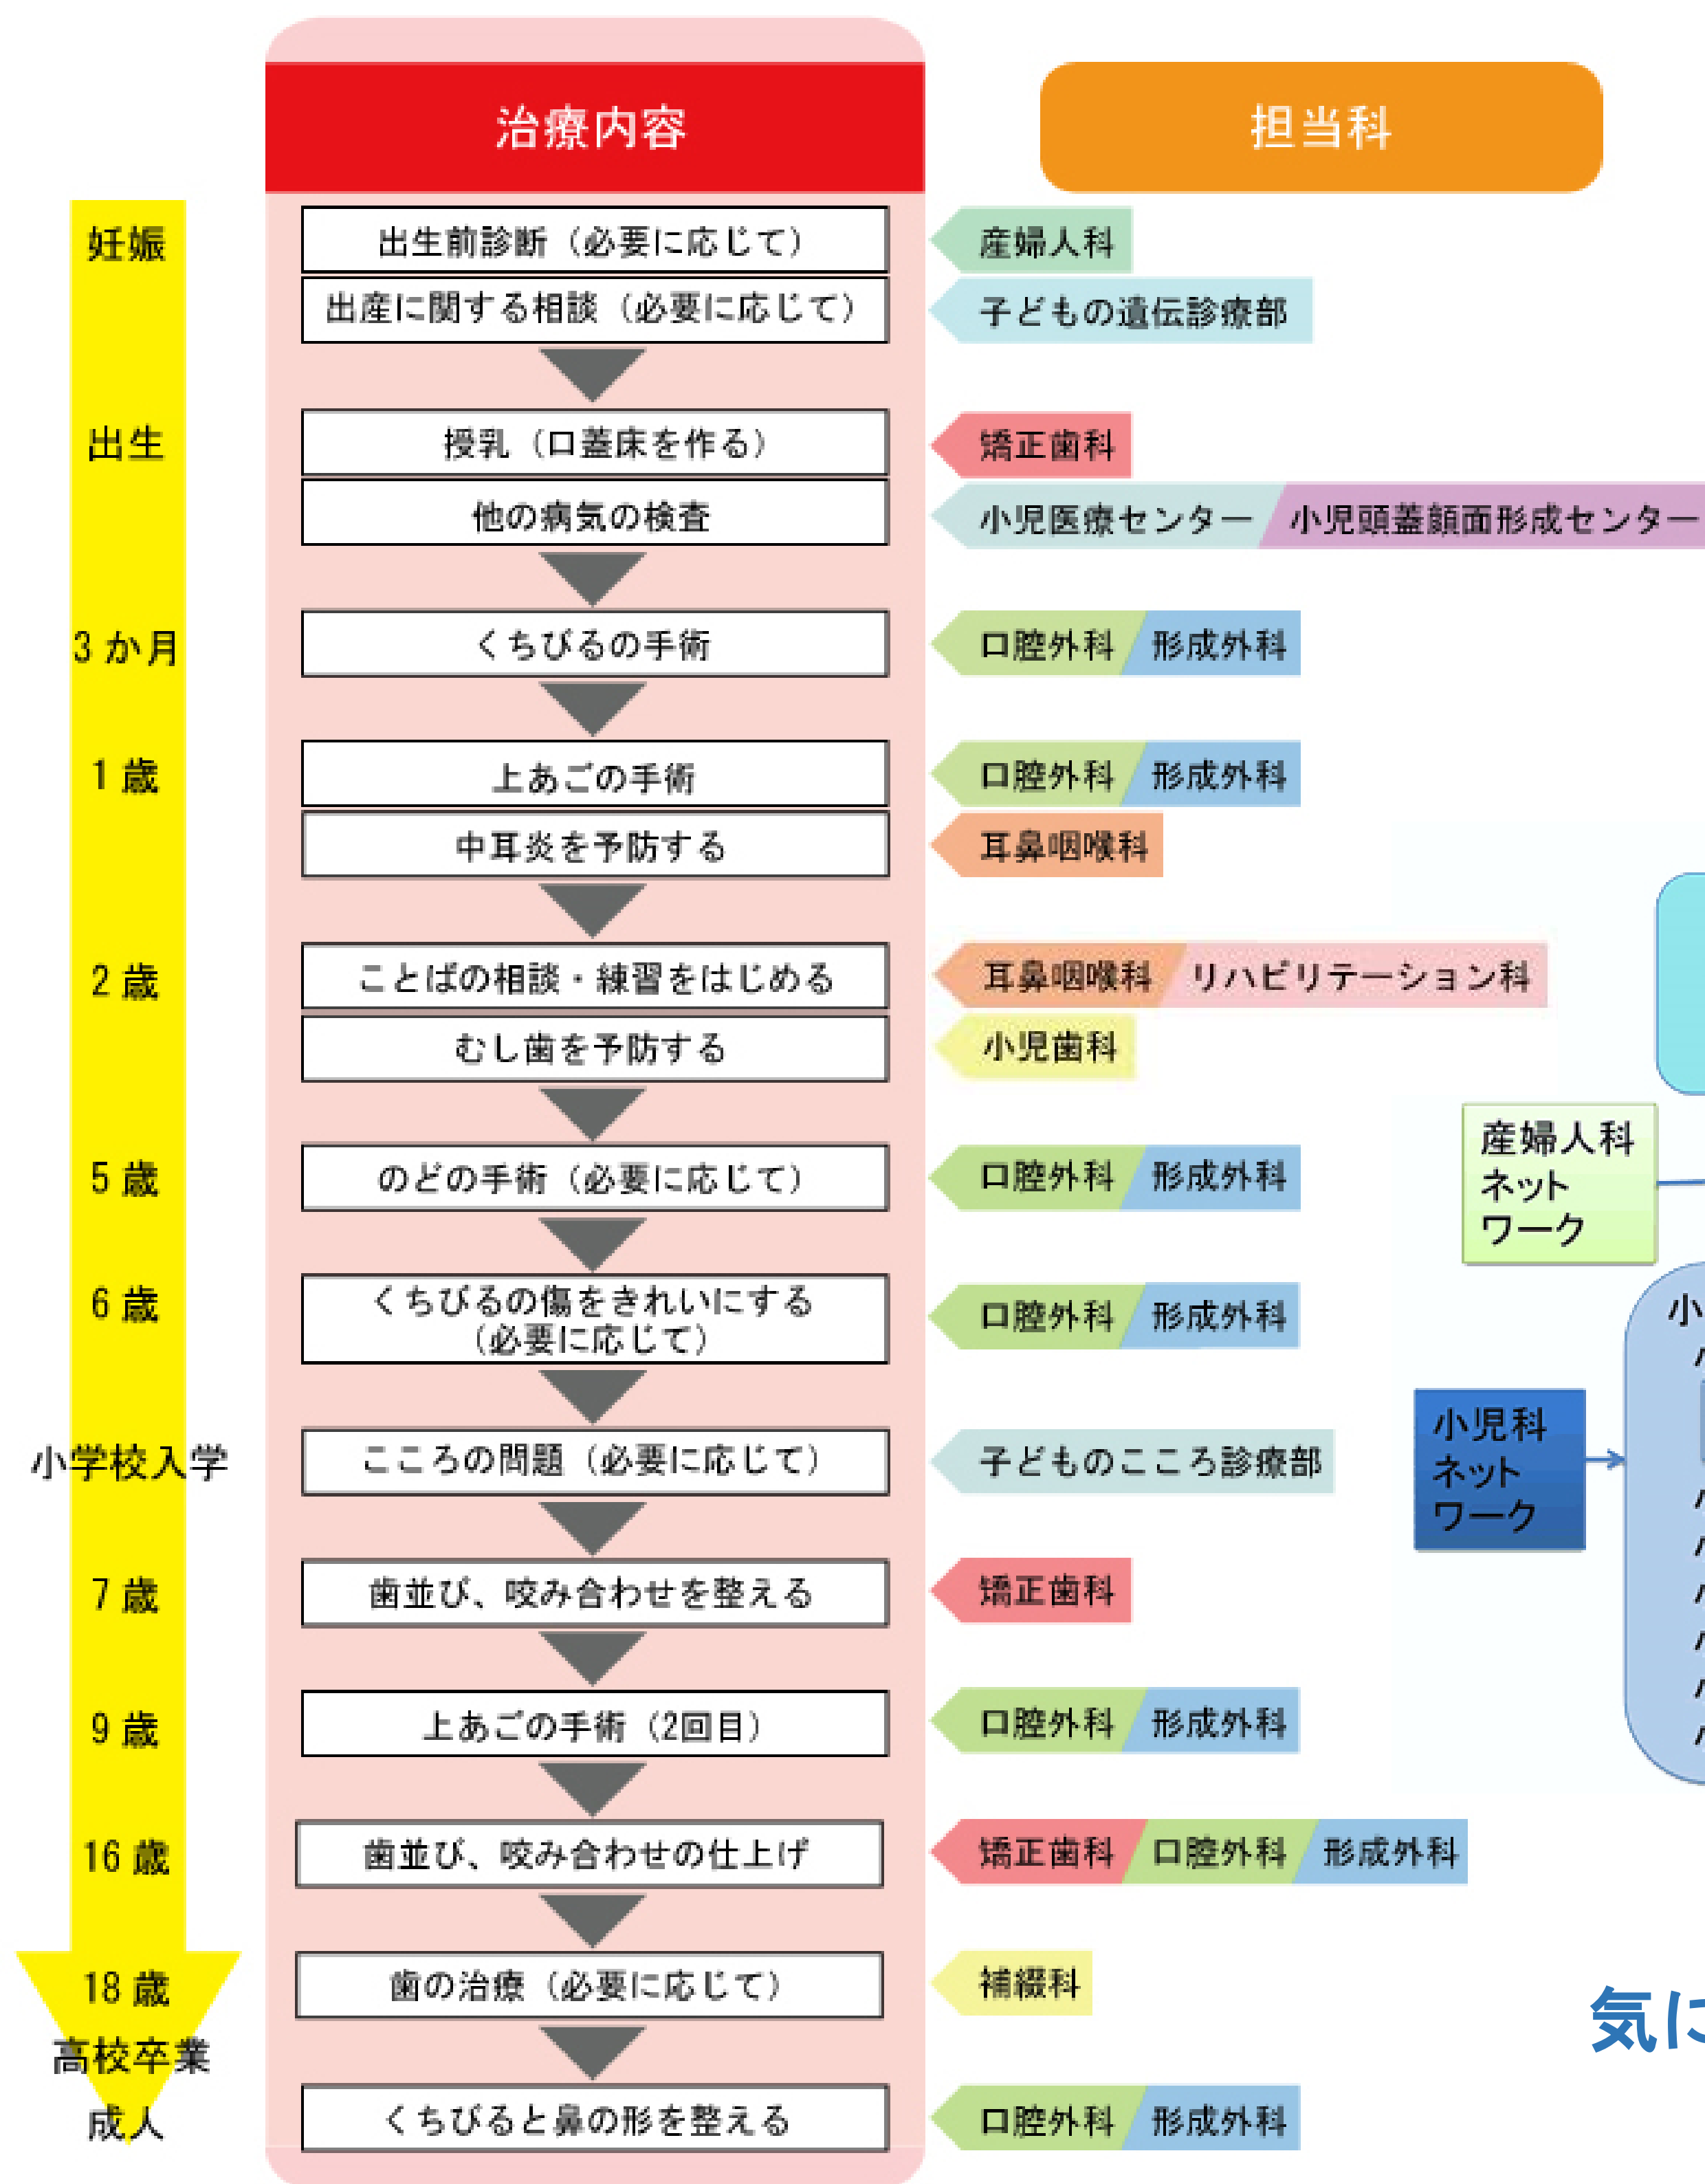 治療内容
担当科
妊娠
出生前診断（必要に応じて）
産婦人科
出産に関する相談（必要に応じて）
子どもの遺伝診療部
出生
授乳（口蓋床を作る）
矯正歯科
他の病気の検査
小児医療センター
小児頭蓋顔面形成センター
3か月
くちびるの手術
口腔外科
形成外科
1歳
上あごの手術
口腔外科
形成外科
中耳炎を予防する
耳鼻咽喉科
2歳
ことばの相談・練習をはじめる
耳鼻咽喉科
リハビリテーション科
むし歯を予防する
小児歯科
5歳
のどの手術（必要に応じて）
口腔外科
形成外科
6歳
くちびるの傷をきれいにする
（必要に応じて）
口腔外科
形成外科
小学校入学
こころの問題（必要に応じて）
子どものこころ診療部
7歳
歯並び、咬み合わせを整える
矯正歯科
9歳
上あごの手術（2回目）
口腔外科
形成外科
16歳
歯並び、咬み合わせの仕上げ
矯正歯科
口腔外科
形成外科
18歳
歯の治療（必要に応じて）
補綴科
高校卒業
成人
くちびると鼻の形を整える
口腔外科
形成外科
産婦人科
ネット
ワーク
小児科
ネット
ワーク
小
気に